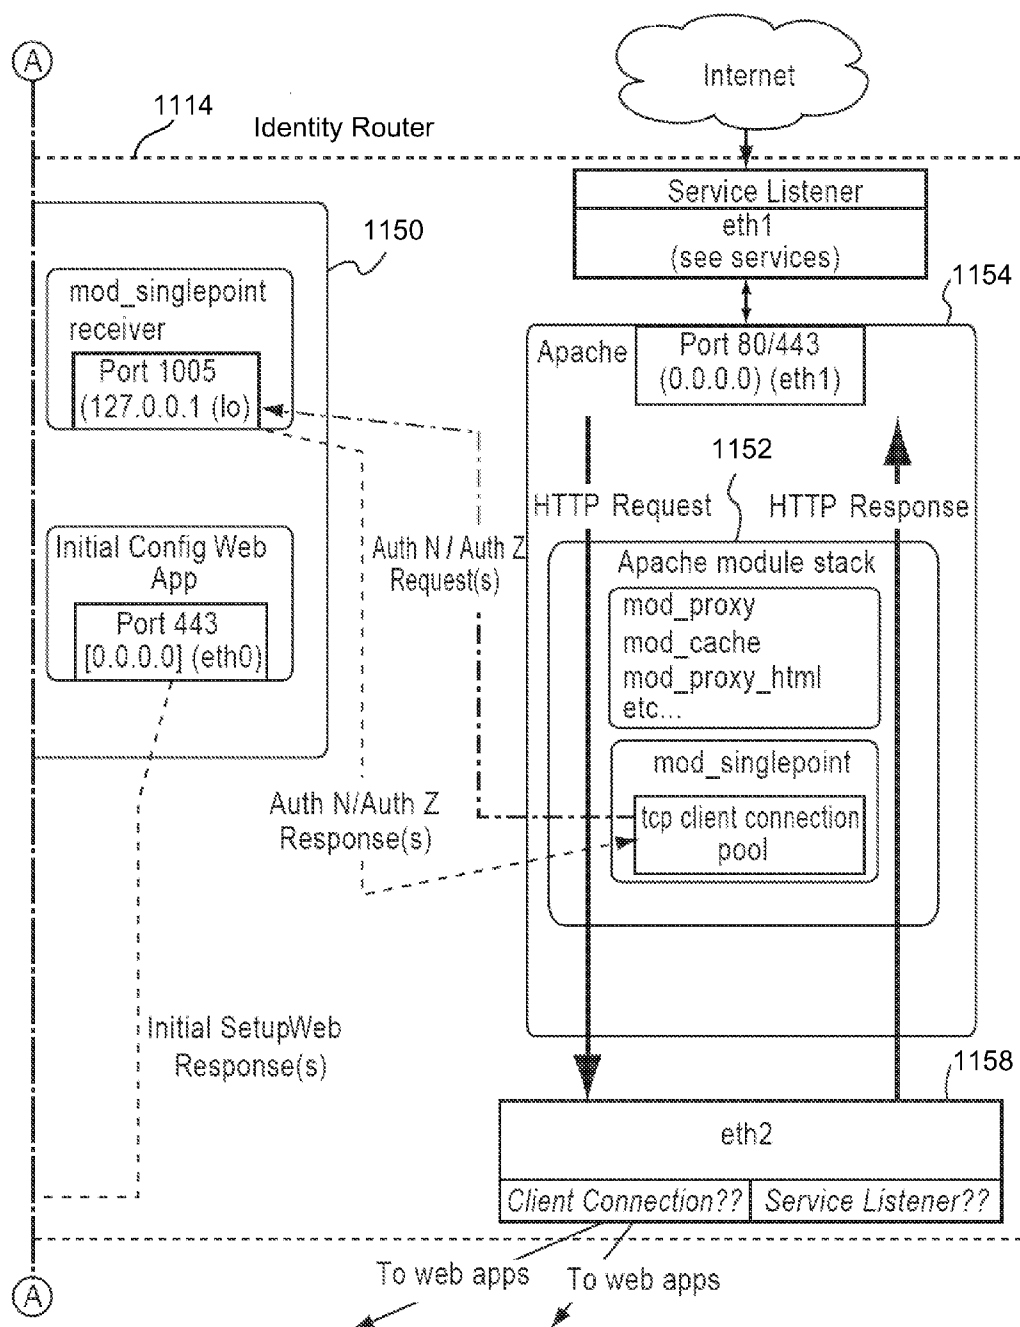 A
Internet
1114
Identity Router
Service Listener
eth1
(see services)
1150
1154
mod_singlepoint
receiver
Port 1005
(127.0.0.1 (lo)
Apache
Port 80/443
(0.0.0.0) (eth1)
1152
HTTP Request
HTTP Response
Initial Config Web
App
Port 443
[0.0.0.0] (eth0)
Auth N / Auth Z
Request(s)
Apache module stack
mod_proxy
mod_cache
mod_proxy_html
etc...
mod_singlepoint
tcp client connection
pool
Auth N/Auth Z
Response(s)
Initial SetupWeb
Response(s)
1158
eth2
Client Connection??
Service Listener??
To web apps
To web apps
A